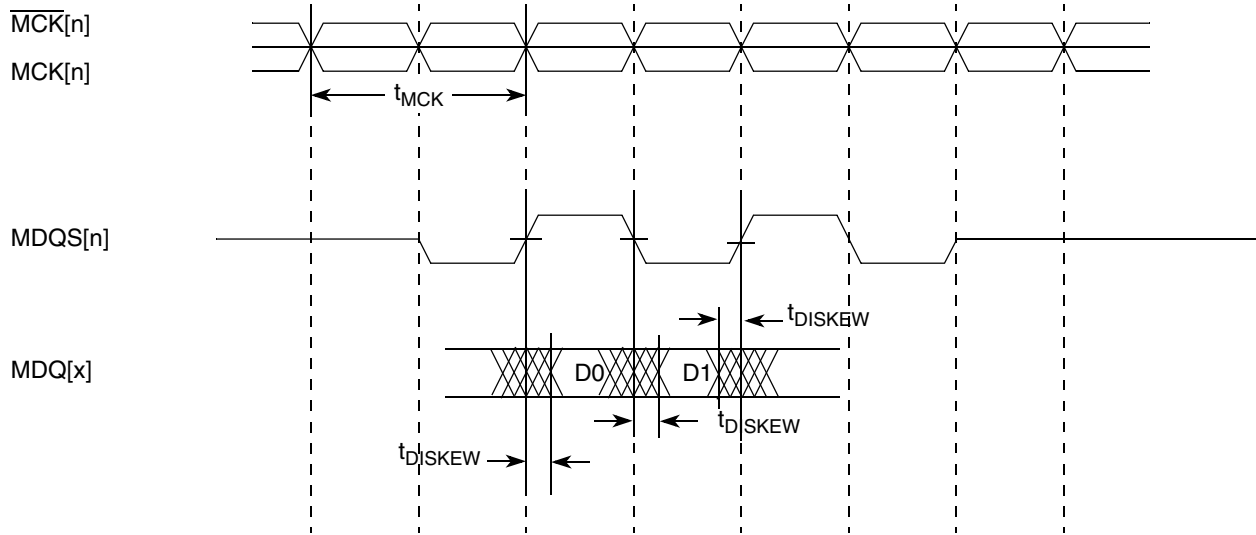 MCK[n]
MCK[n]
tMCK
MDQS[n]
tDISKEW
MDQ[x]
D0
D1
tDISKEW
tDISKEW